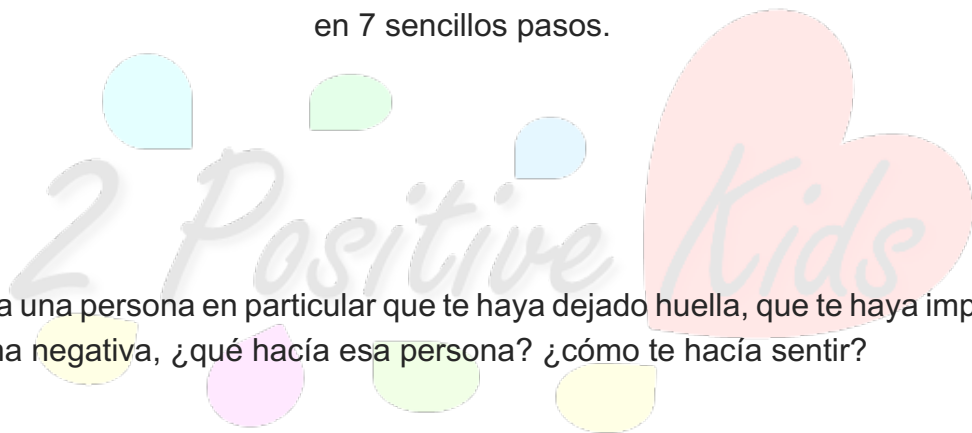 en 7 sencillos pasos.
2 Positive Kids
a una persona en particular que te haya dejado huella, que te haya imp
na negativa, ¿qué hacía esa persona? ¿cómo te hacía sentir?